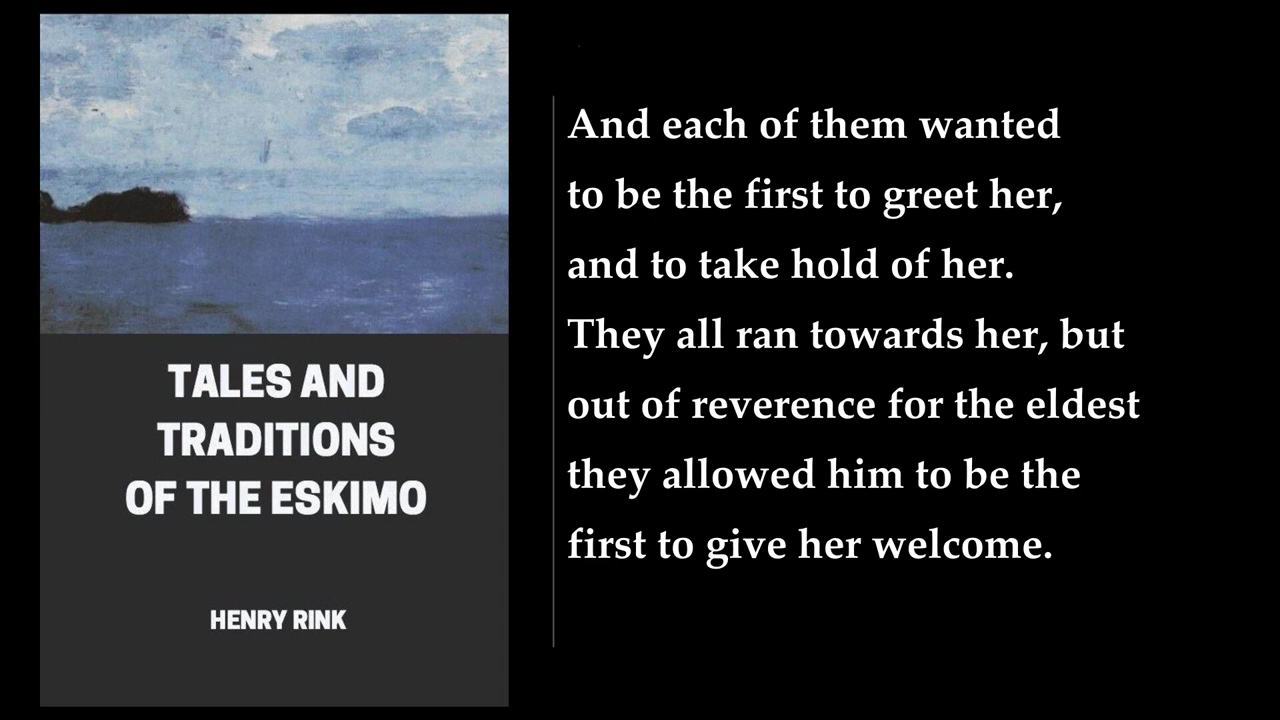 TALES AND
TRADITIONS
OF THE ESKIMO
HENRY RINK
And each of them wanted
to be the first to greet her,
and to take hold of her.
They all ran towards her, but
out of reverence for the eldest
they allowed him to be the
first to give her welcome.